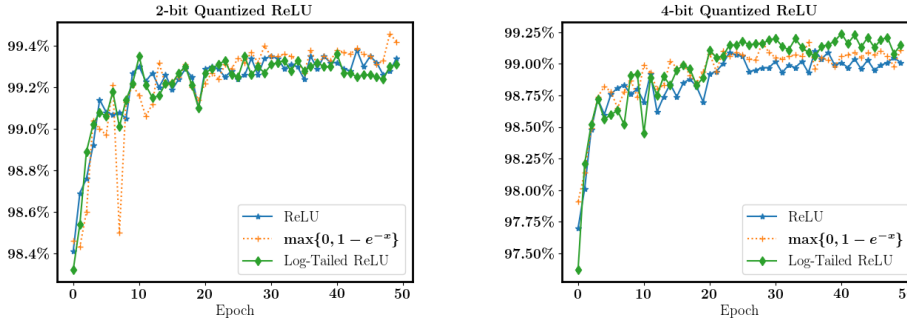 2-bit Quantized ReLU
99.4%
99.2%
99.0%
98.8%
98.6%
98.4%
ReLU
max{0, 1 − e^{−x}}
Log-Tailed ReLU
0 10 20 30 40 50
Epoch
4-bit Quantized ReLU
99.25%
99.00%
98.75%
98.50%
98.25%
98.00%
97.75%
97.50%
ReLU
max{0, 1 − e^{−x}}
Log-Tailed ReLU
0 10 20 30 40 5
Epoch